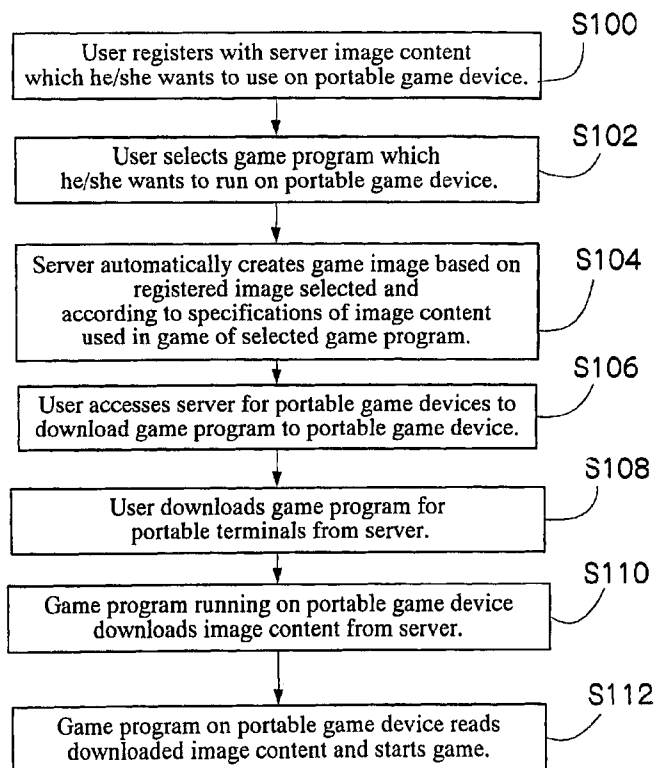 S100
User registers with server image content
which he/she wants to use on portable game device.
S102
User selects game program which
he/she wants to run on portable game device.
S104
Server automatically creates game image based on
registered image selected and
according to specifications of image content
used in game of selected game program.
S106
User accesses server for portable game devices to
download game program to portable game device.
S108
User downloads game program for
portable terminals from server.
S110
Game program running on portable game device
downloads image content from server.
S112
Game program on portable game device reads
downloaded image content and starts game.